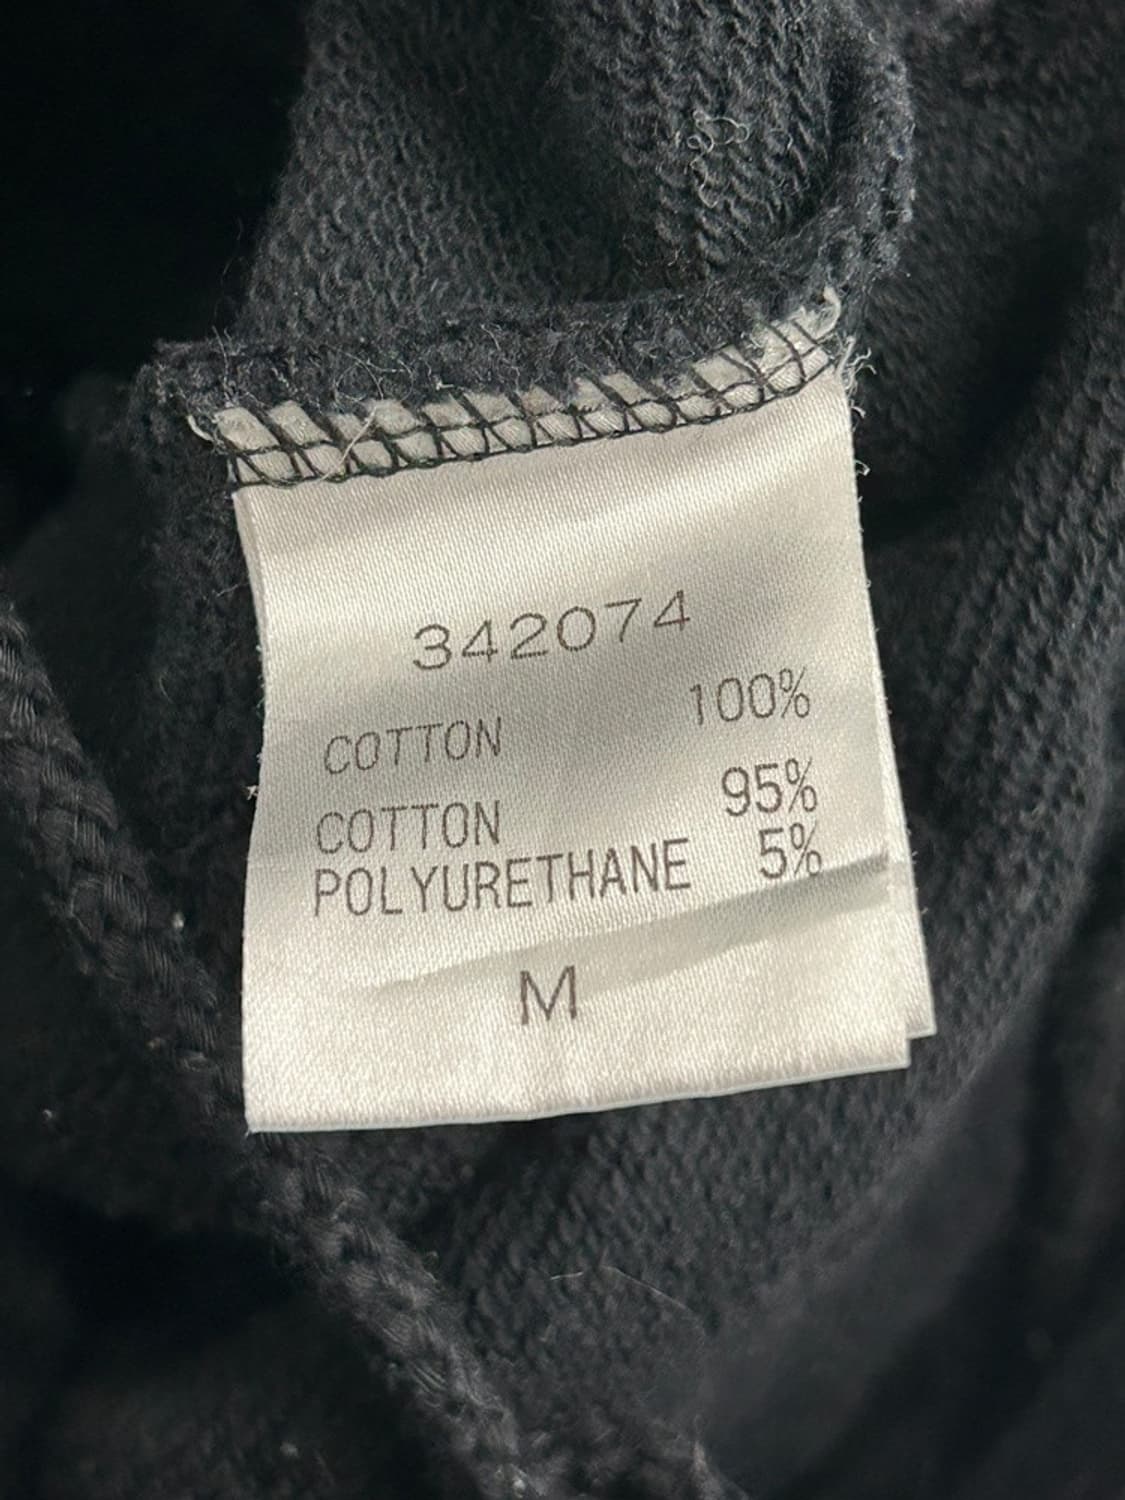 342074
COTTON 100%
COTTON 95%
POLYURETHANE 5%
M